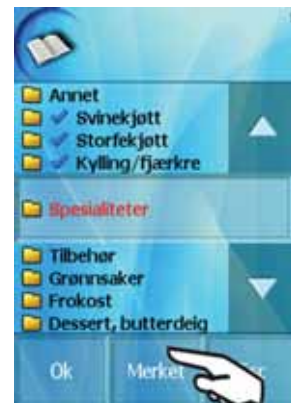 Annet
Svinekjøtt
Storfekjøtt
Kylling/fjærkre
Spesialiteter
Tilbehør
Grønnsaker
Frokost
Dessert, butterdeig
Ok
Merket